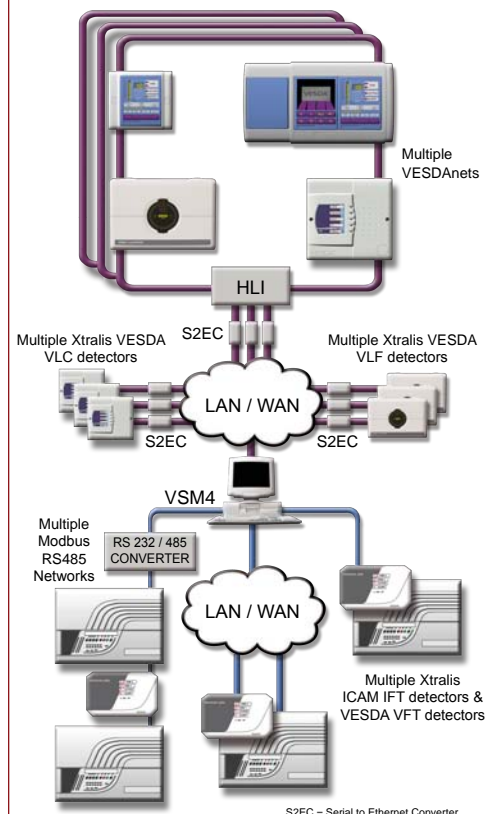 VESDA
Multiple
VESDAnets
HLI
S2EC
Multiple Xtralis VESDA
VLC detectors
Multiple Xtralis VESDA
VLF detectors
LAN / WAN
S2EC
S2EC
VSM4
Multiple
Modbus
RS485
Networks
RS 232 / 485
CONVERTER
LAN / WAN
Multiple Xtralis
ICAM IFT detectors &
VESDA VFT detectors
S2EC = Serial to Ethernet Converter